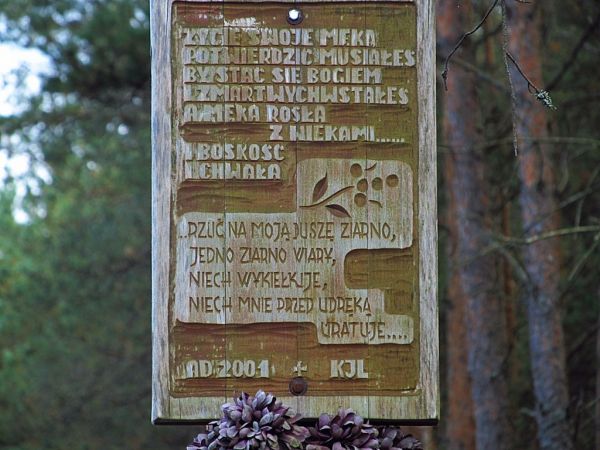 ŻYCIE SWOJE MĘKĄ
POTWIERDZIĆ MUSIAŁEŚ
BY STAĆ SIĘ BOGIEM
I ZMARTWYCHWSTAŁEŚ
A MĘKA ROSŁA
Z WIEKAMI.....
I BOSKOŚĆ
I CHWAŁA
...RZUĆ NA MOJĄ DUSZĘ ZIARNO,
JEDNO ZIARNO WIARY,
NIECH WYKIEŁKUJE,
NIECH MNIE PRZED UDRĘKĄ
URATUJE....
AD 2001 + KJL